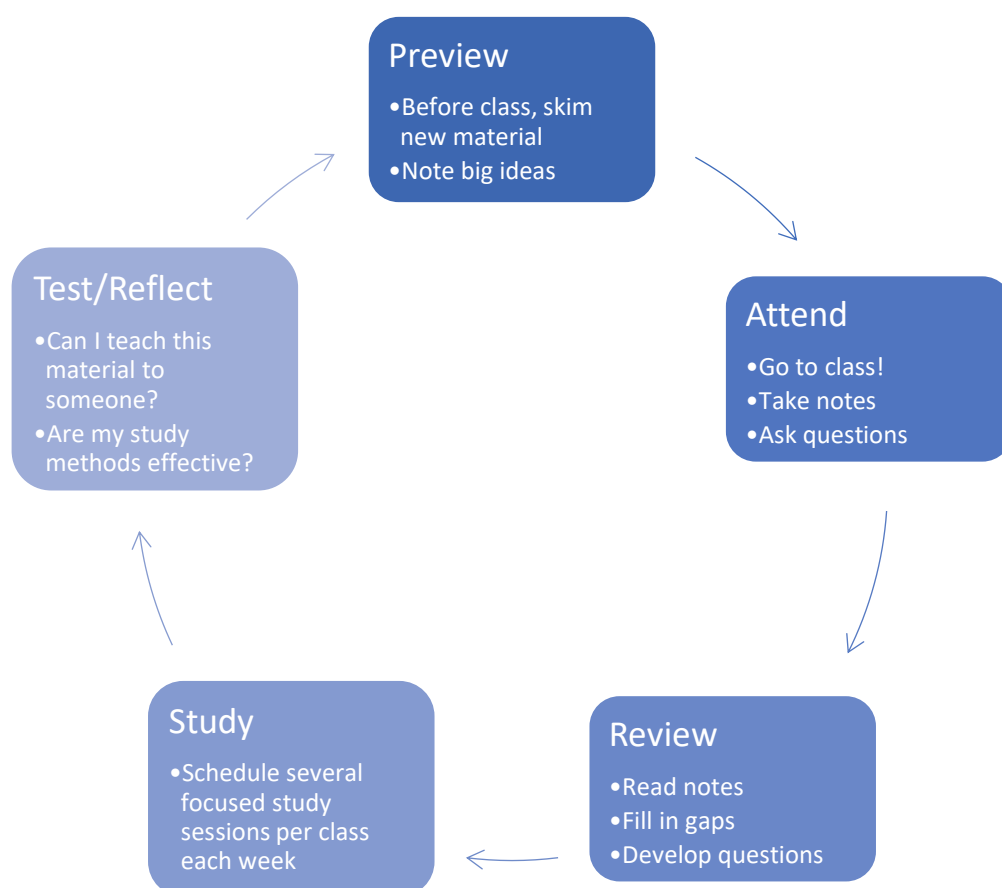 Preview
•Before class, skim
new material
•Note big ideas
Attend
•Go to class!
•Take notes
•Ask questions
Review
•Read notes
•Fill in gaps
•Develop questions
Study
•Schedule several
focused study
sessions per class
each week
Test/Reflect
•Can I teach this
material to
someone?
•Are my study
methods effective?